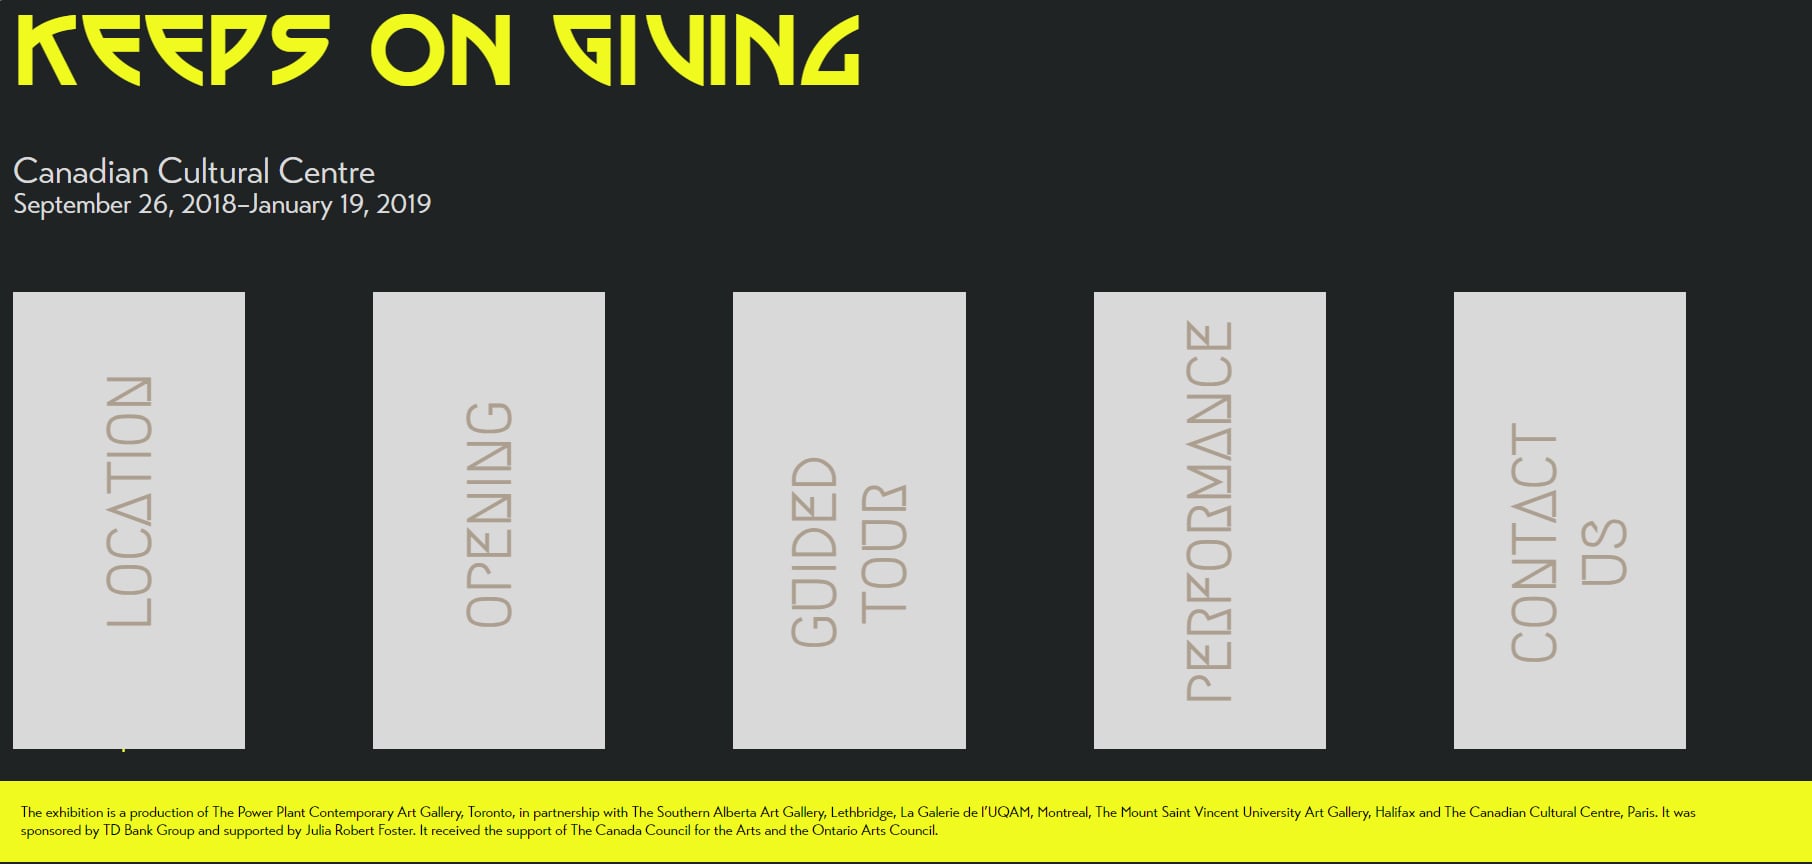 KEEPS ON GIVING
Canadian Cultural Centre
September 26, 2018–January 19, 2019
LOCATION
OPENING
GUIDED
TOUR
PERFORMANCE
CONTACT
US
The exhibition is a production of The Power Plant Contemporary Art Gallery, Toronto, in partnership with The Southern Alberta Art Gallery, Lethbridge, La Galerie de l’UQAM, Montreal, The Mount Saint Vincent University Art Gallery, Halifax and The Canadian Cultural Centre, Paris. It was
sponsored by TD Bank Group and supported by Julia Robert Foster. It received the support of The Canada Council for the Arts and the Ontario Arts Council.